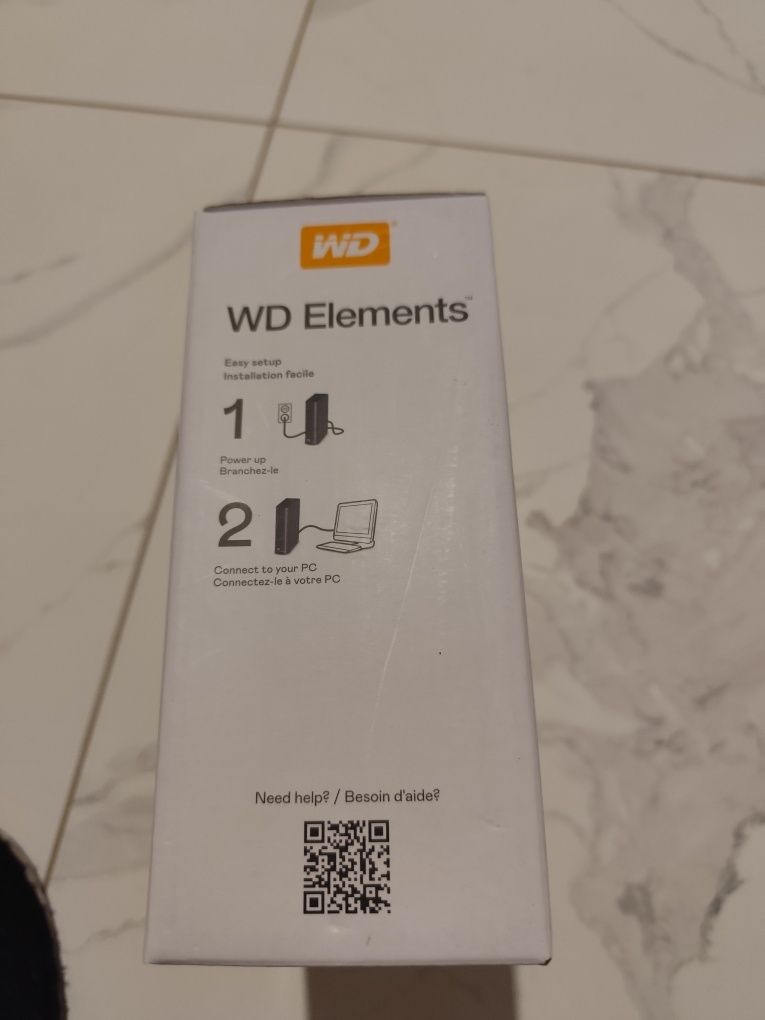 WD®
WD Elements™
Easy setup
Installation facile
1
Power up
Branchez-le
2
Connect to your PC
Connectez-le à votre PC
Need help? / Besoin d'aide?